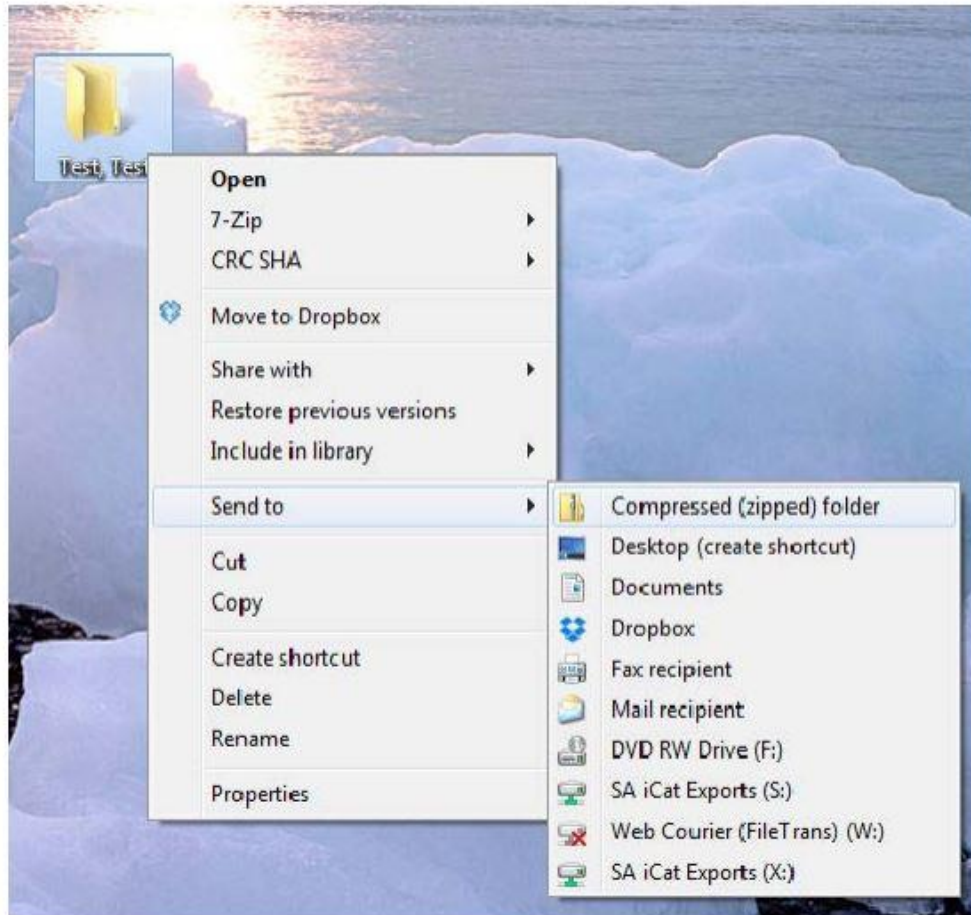 Test, Test
Open
7-Zip
CRC SHA
Move to Dropbox
Share with
Restore previous versions
Include in library
Send to
Cut
Copy
Create shortcut
Delete
Rename
Properties
Compressed (zipped) folder
Desktop (create shortcut)
Documents
Dropbox
Fax recipient
Mail recipient
DVD RW Drive (F:)
SA iCat Exports (S:)
Web Courier (FileTrans) (W:)
SA iCat Exports (X:)